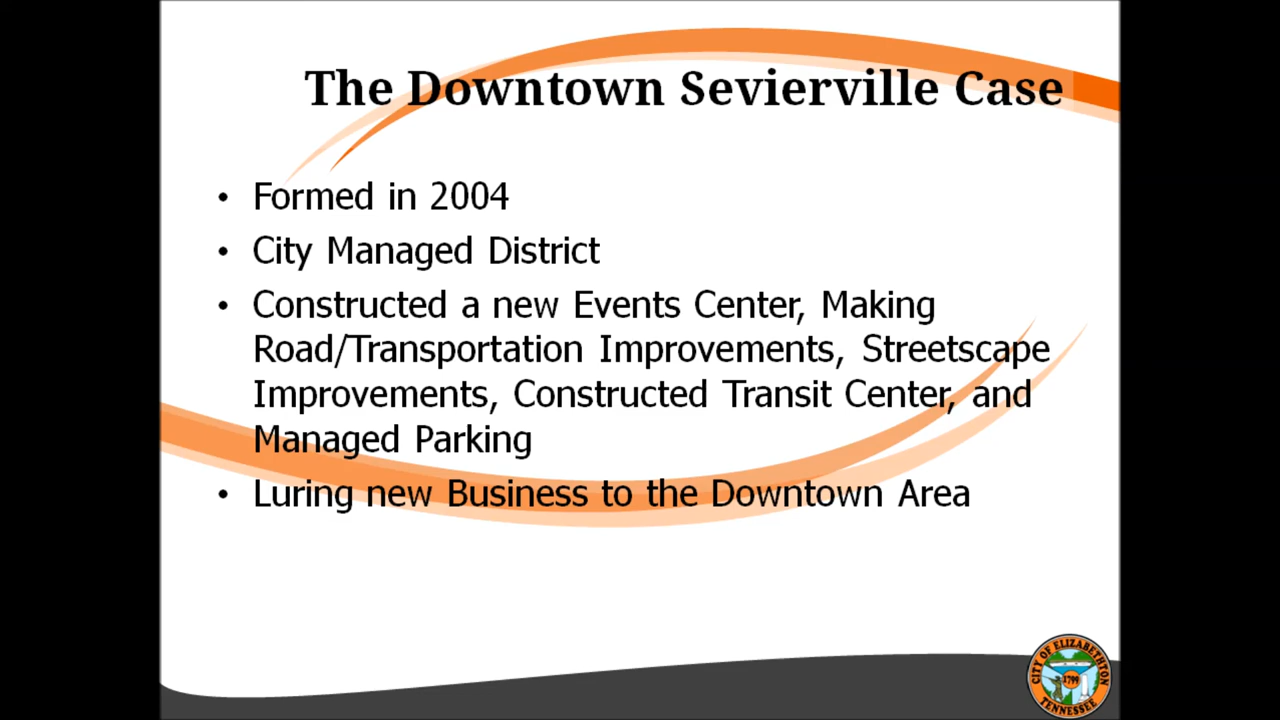 The Downtown Sevierville Case
• Formed in 2004
• City Managed District
• Constructed a new Events Center, Making
Road/Transportation Improvements, Streetscape
Improvements, Constructed Transit Center, and
Managed Parking
• Luring new Business to the Downtown Area
CITY OF ELIZABETHTON
1799
TENNESSEE